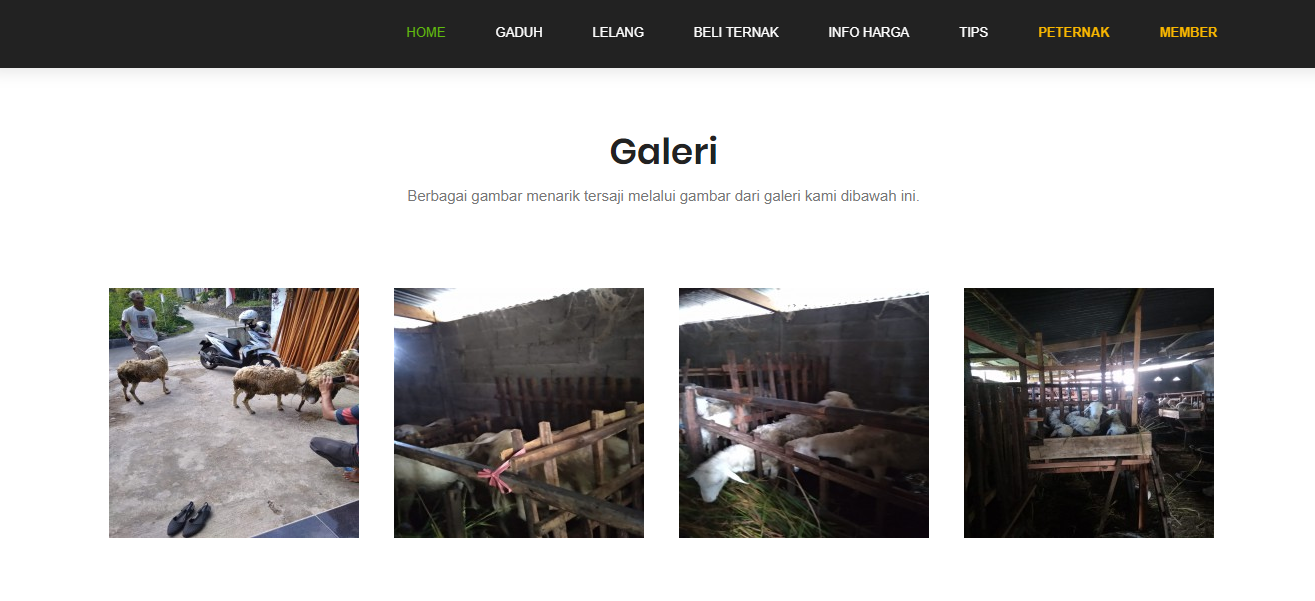 HOME GADUH LELANG BELI TERNAK INFO HARGA TIPS PETERNAK MEMBER
Galeri
Berbagai gambar menarik tersaji melalui gambar dari galeri kami dibawah ini.